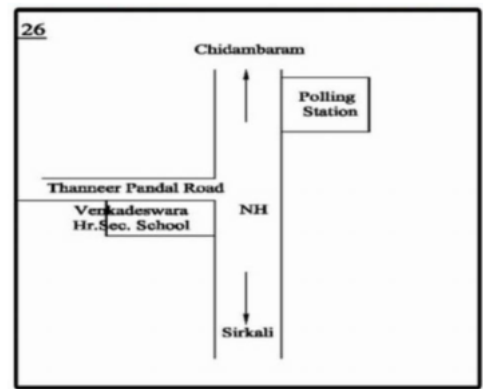 26
Chidambaram
Polling
Station
Thanneer Pandal Road
Venkadeswara
Hr.Sec. School
NH
Sirkali